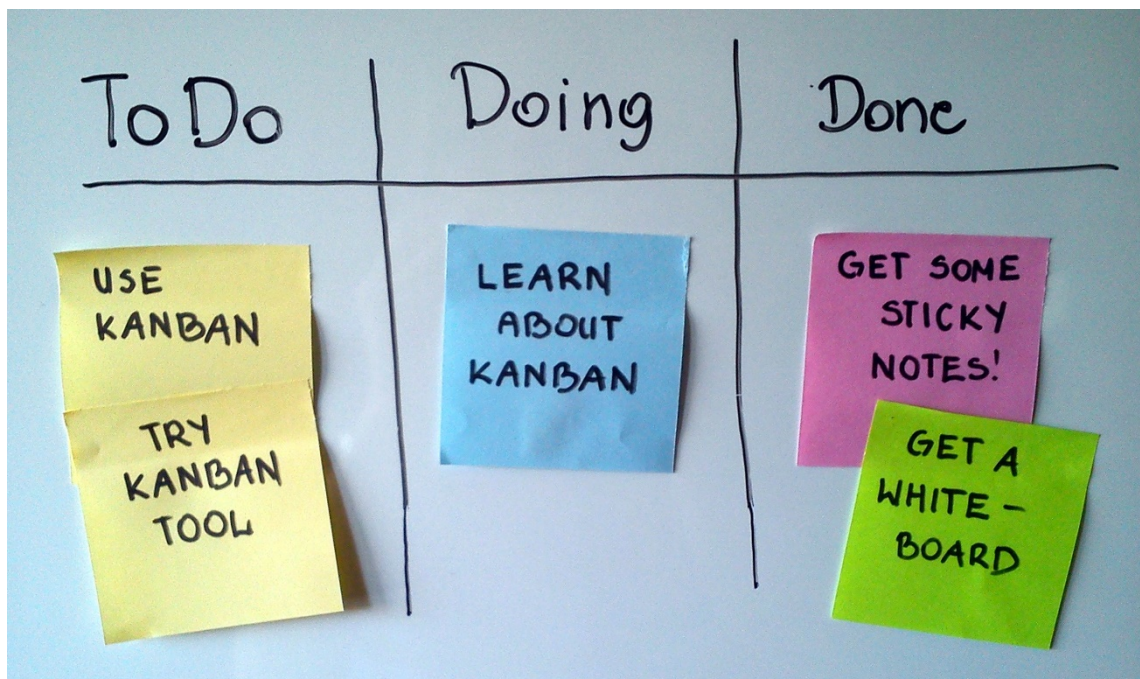 ToDo
Doing
Done
USE
KANBAN
TRY
KANBAN
TOOL
LEARN
ABOUT
KANBAN
GET SOME
STICKY
NOTES!
GET A
WHITE-
BOARD